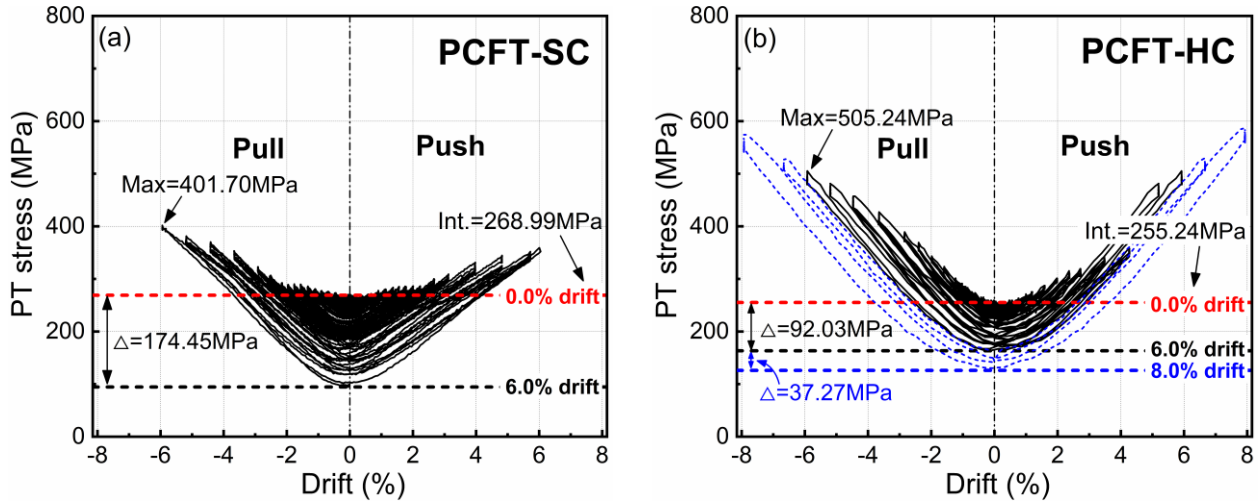 (a)
PCFT-SC
PT stress (MPa)
800
600
400
200
0
Pull
Push
Max=401.70MPa
Int.=268.99MPa
0.0% drift
△=174.45MPa
6.0% drift
-8 -6 -4 -2 0 2 4 6 8
Drift (%)
(b)
PCFT-HC
PT stress (MPa)
800
600
400
200
0
Max=505.24MPa
Pull
Push
Int.=255.24MPa
0.0% drift
△=92.03MPa
6.0% drift
8.0% drift
△=37.27MPa
-8 -6 -4 -2 0 2 4 6 8
Drift (%)